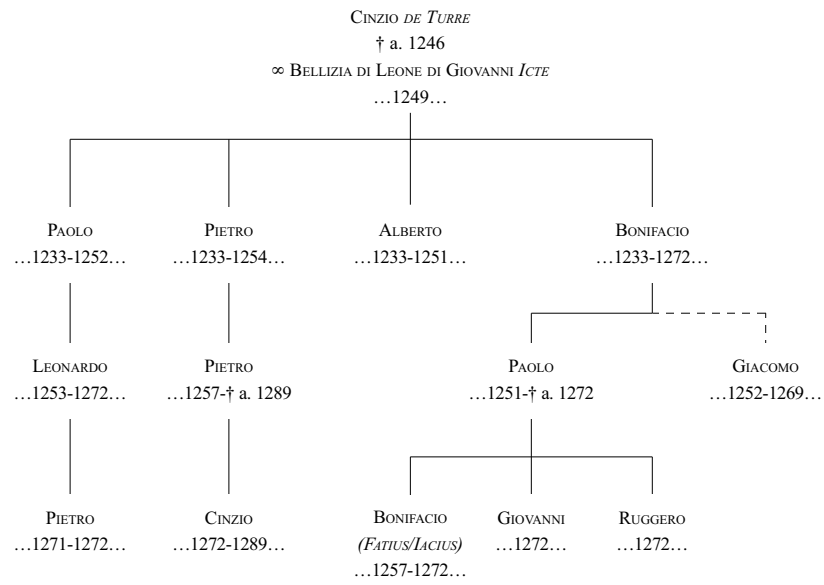 CINZIO DE TURRE
† a. 1246
∞ BELLIZIA DI LEONE DI GIOVANNI ICTE
…1249…
PAOLO PIETRO ALBERTO BONIFACIO
…1233-1252… …1233-1254… …1233-1251… …1233-1272…
LEONARDO PIETRO PAOLO GIACOMO
…1253-1272… …1257-† a. 1289 …1251-† a. 1272 …1252-1269…
PIETRO CINZIO BONIFACIO GIOVANNI RUGGERO
…1271-1272… …1272-1289… (FATIUS/IACIUS) …1272… …1272…
…1257-1272…